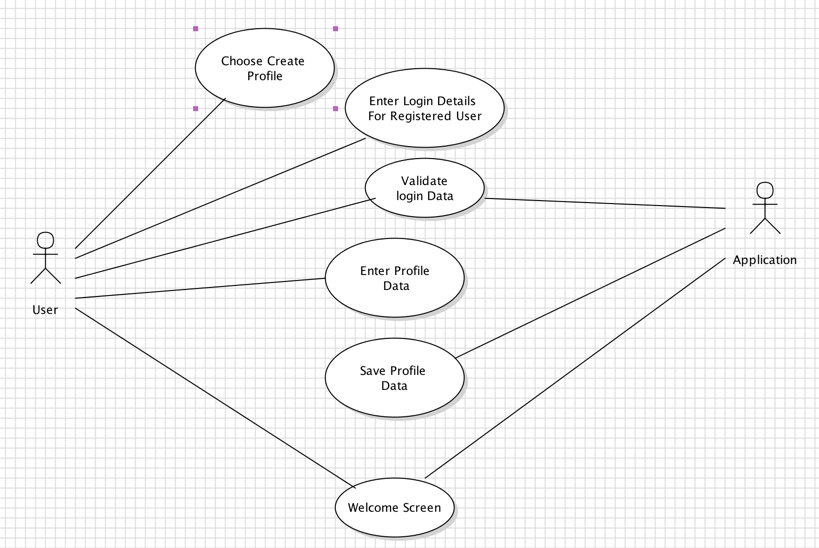 Choose Create
Profile
Enter Login Details
For Registered User
Validate
login Data
Application
Enter Profile
Data
User
Save Profile
Data
Welcome Screen